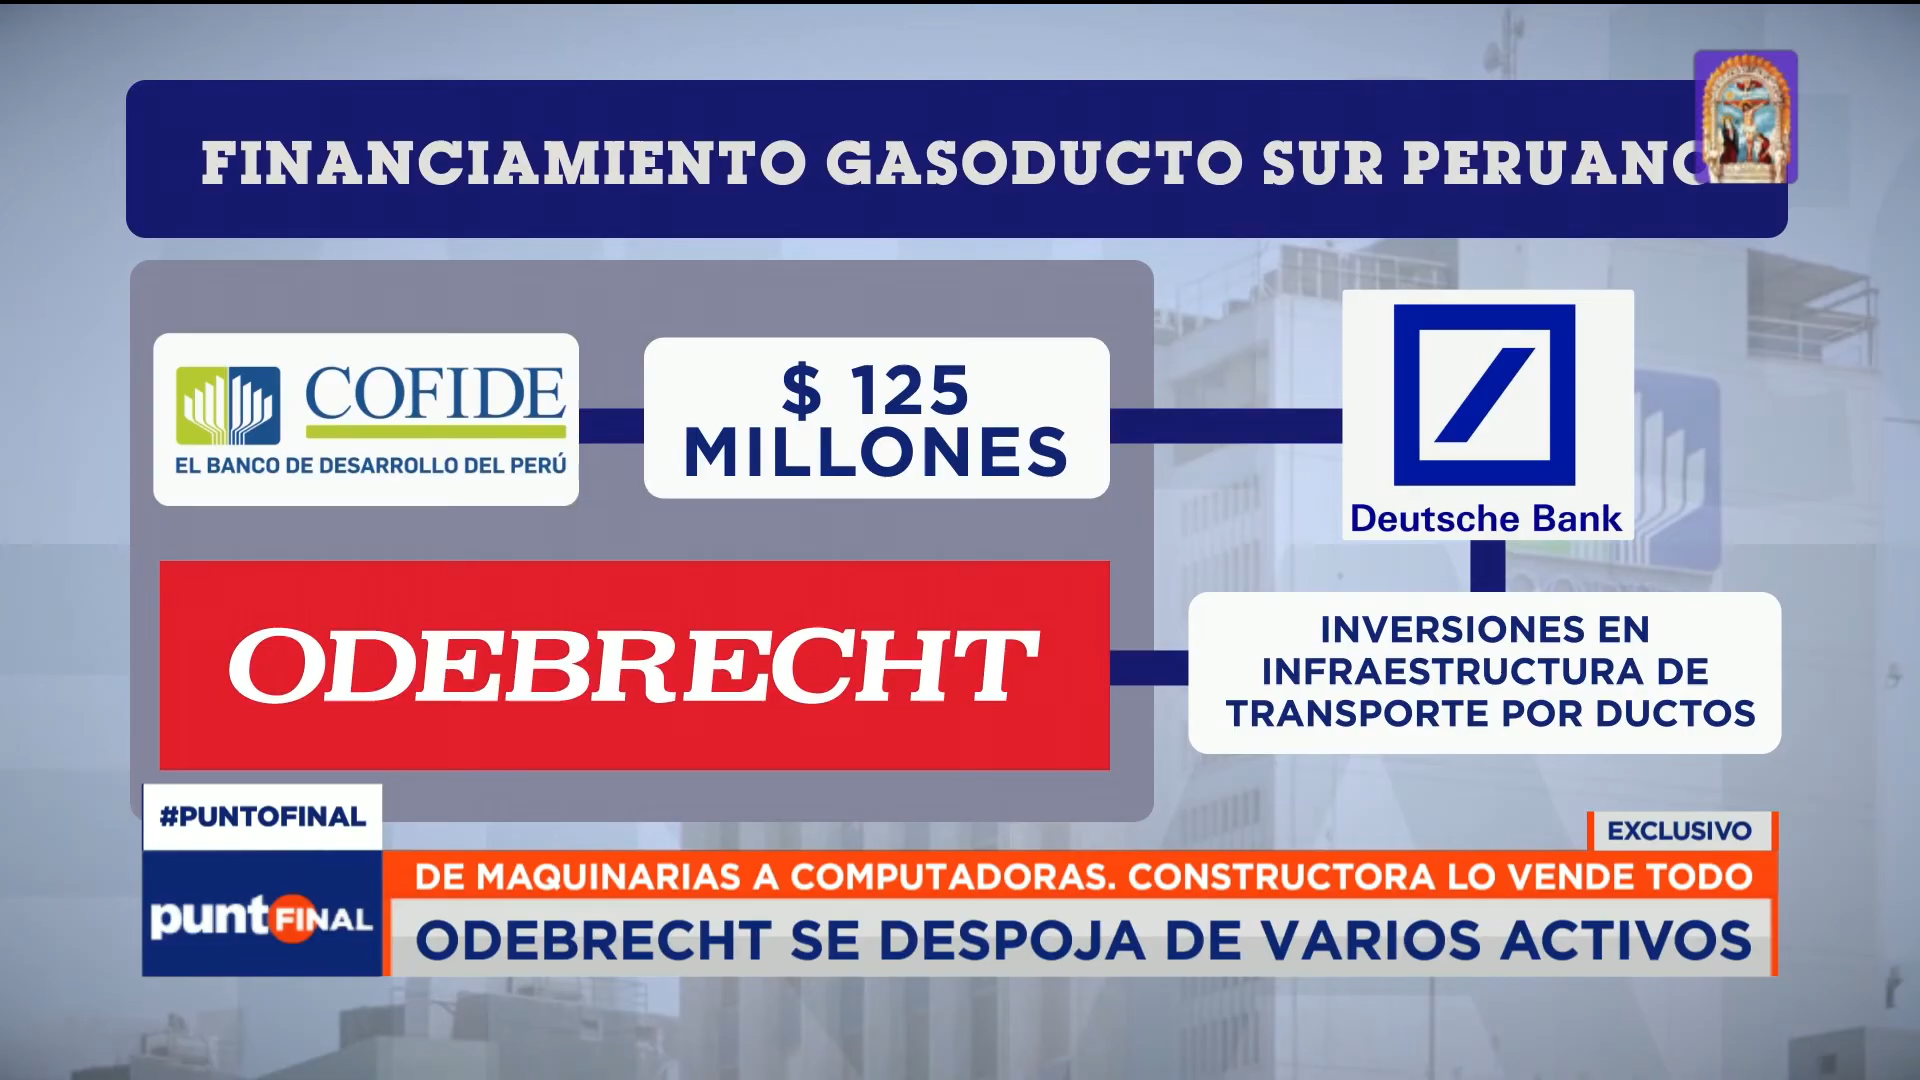 FINANCIAMIENTO GASODUCTO SUR PERUANO
COFIDE
EL BANCO DE DESARROLLO DEL PERÚ
$ 125
MILLONES
Deutsche Bank
ODEBRECHT
INVERSIONES EN
INFRAESTRUCTURA DE
TRANSPORTE POR DUCTOS
#PUNTOFINAL
EXCLUSIVO
DE MAQUINARIAS A COMPUTADORAS. CONSTRUCTORA LO VENDE TODO
punto FINAL
ODEBRECHT SE DESPOJA DE VARIOS ACTIVOS